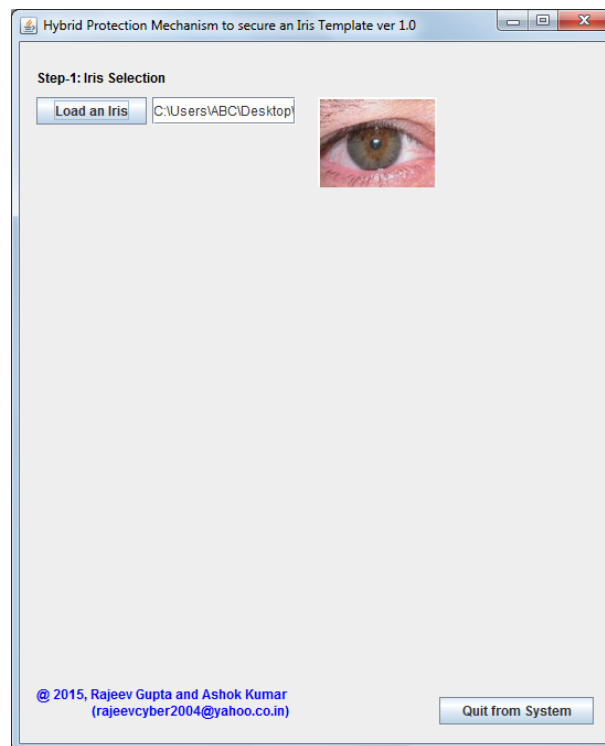 Hybrid Protection Mechanism to secure an Iris Template ver 1.0
Step-1: Iris Selection
Load an Iris C:\Users\ABC\Desktop\
@ 2015, Rajeev Gupta and Ashok Kumar
(rajeevcyber2004@yahoo.co.in)
Quit from System